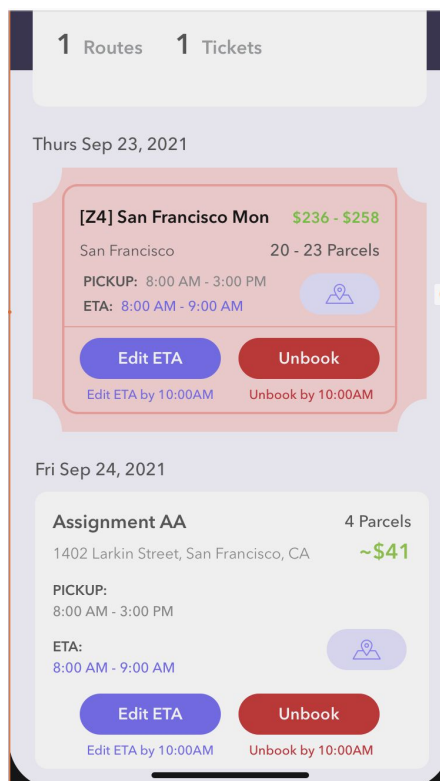 1 Routes 1 Tickets
Thurs Sep 23, 2021
[Z4] San Francisco Mon $236 - $258
San Francisco 20 - 23 Parcels
PICKUP: 8:00 AM - 3:00 PM
ETA: 8:00 AM - 9:00 AM
Edit ETA Unbook
Edit ETA by 10:00AM Unbook by 10:00AM
Fri Sep 24, 2021
Assignment AA 4 Parcels
1402 Larkin Street, San Francisco, CA ~$41
PICKUP:
8:00 AM - 3:00 PM
ETA:
8:00 AM - 9:00 AM
Edit ETA Unbook
Edit ETA by 10:00AM Unbook by 10:00AM